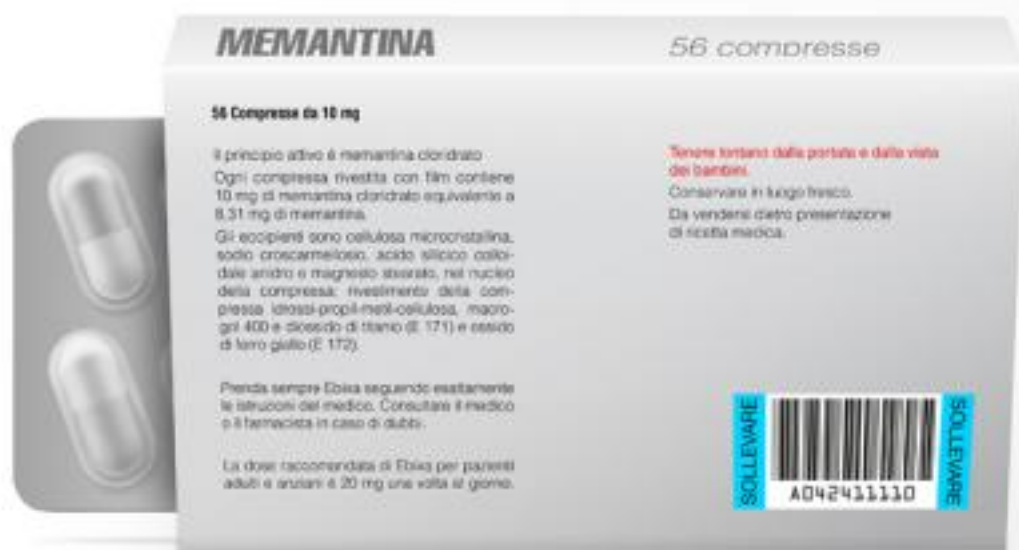 MEMANTINA
56 compresse
56 Compresse da 10 mg
Il principio attivo è memantina cloridrato
Ogni compressa rivestita con film contiene
10 mg di memantina cloridrato equivalente a
8,31 mg di memantina.
Gli eccipienti sono cellulosa microcristallina,
sodio croscarmelloso, acido silicico colloi-
dale anidro e magnesio stearato, nel nucleo
della compressa; rivestimento della com-
pressa idrossi-propil-metil-cellulosa, macro-
gol 400 e diossido di titanio (E 171) e ossido
di ferro giallo (E 172).
Prenda sempre Ebixa seguendo esattamente
le istruzioni del medico. Consultare il medico
o il farmacista in caso di dubbi.
La dose raccomandata di Ebixa per pazienti
adulti e anziani è 20 mg una volta al giorno.
Tenere lontano dalla portata e dalla vista
dei bambini.
Conservare in luogo fresco.
Da vendersi dietro presentazione
di ricetta medica.
SOLLEVARE
A042411110
SOLLEVARE